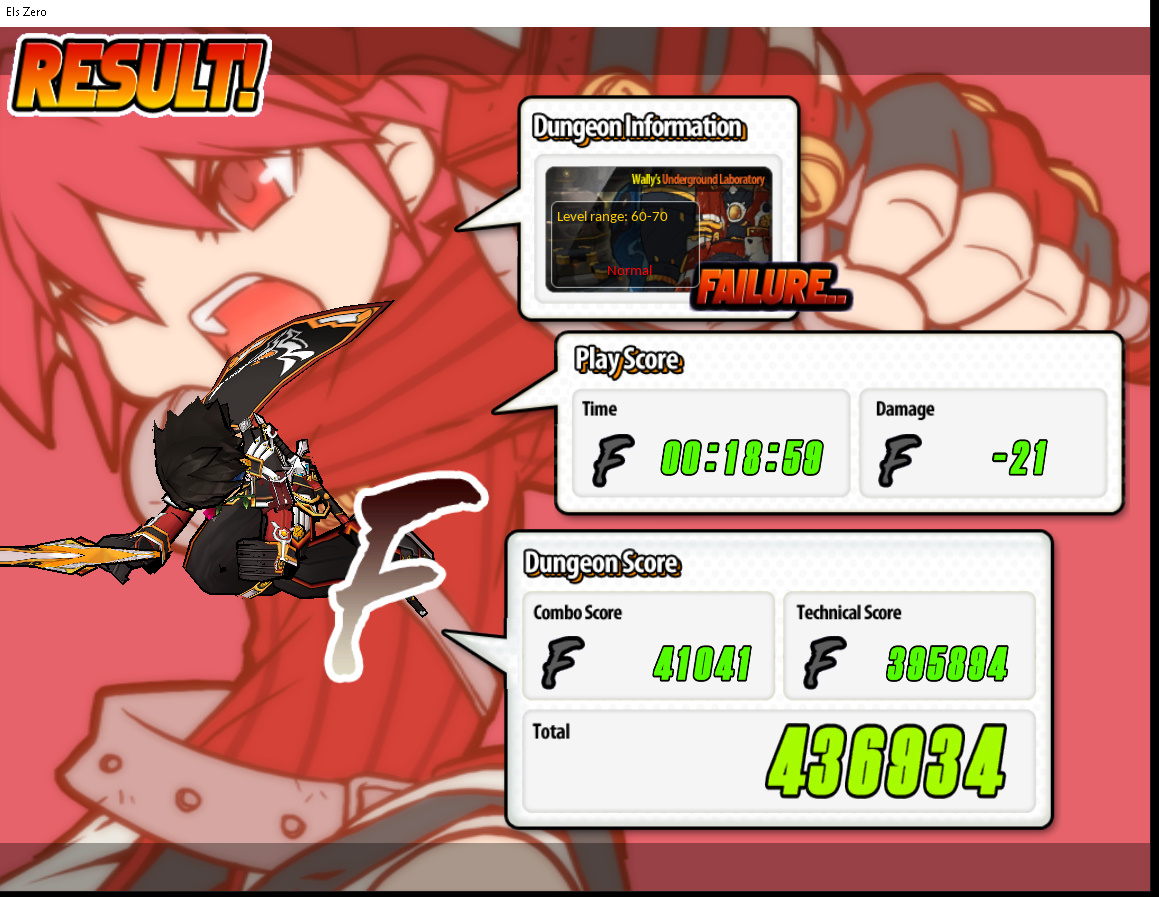 Els Zero
RESULT!
Dungeon Information
Wally's Underground Laboratory
Level range: 60-70
Normal
FAILURE...
Play Score
Time
F 00:18:59
Damage
F -21
F
Dungeon Score
Combo Score
F 41041
Technical Score
F 395894
Total
436934